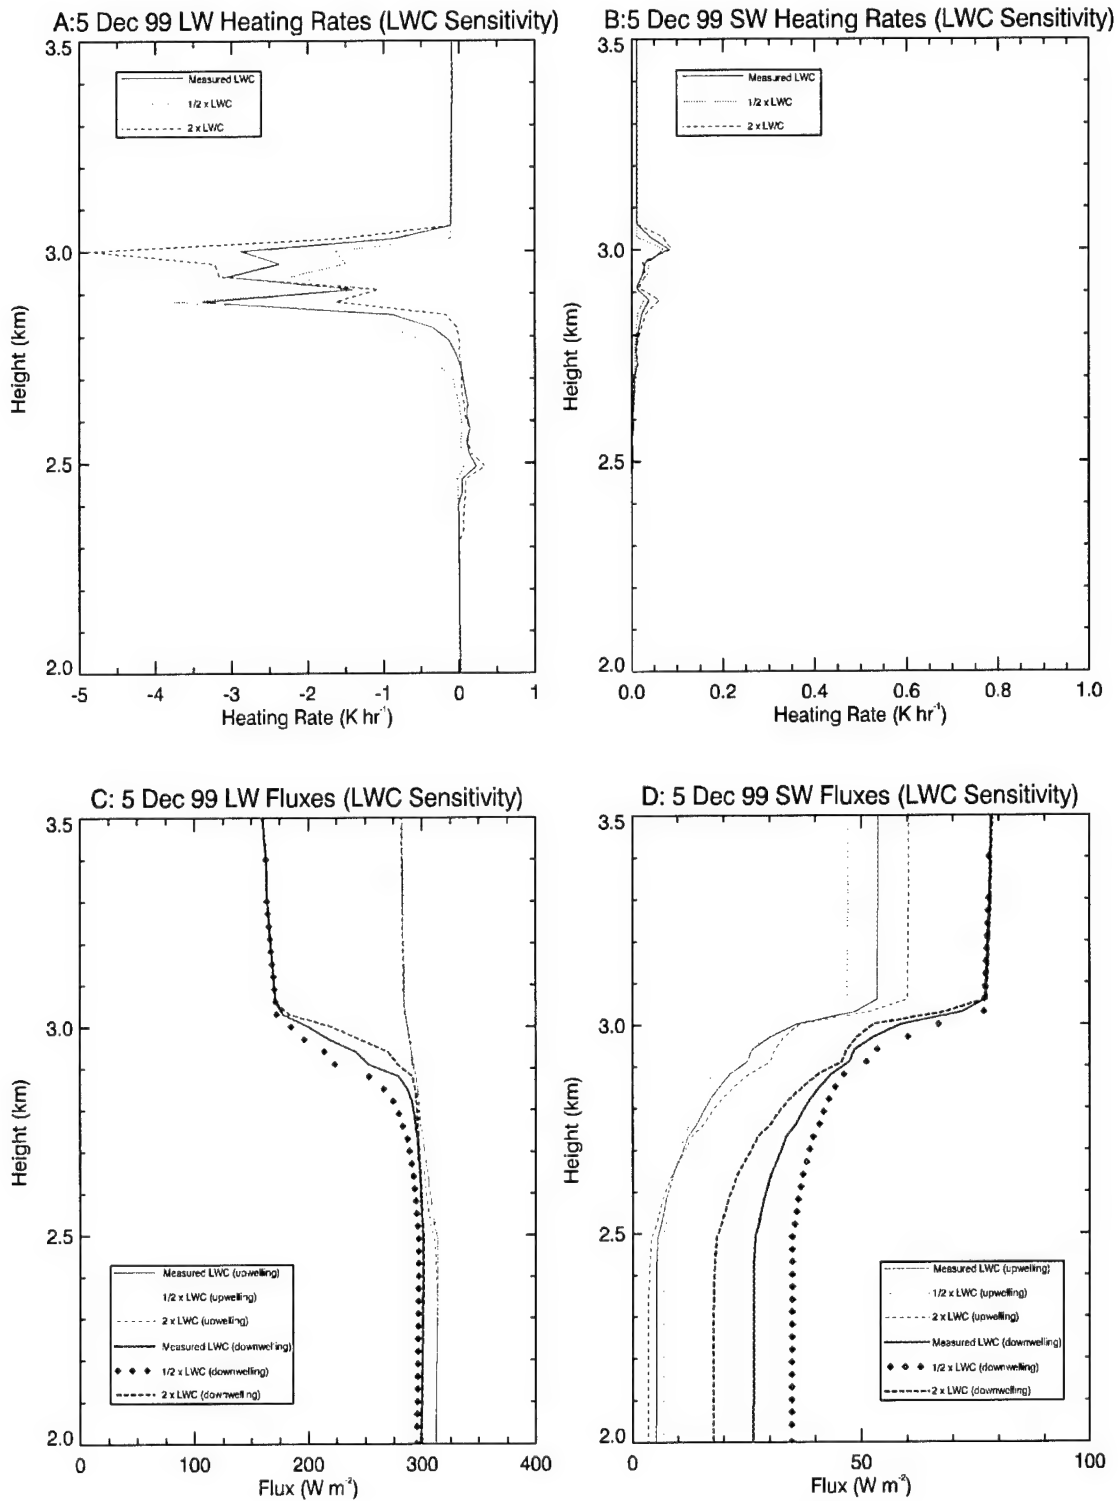 A:5 Dec 99 LW Heating Rates (LWC Sensitivity)
3.5
3.0
2.5
2.0
Height (km)
Measured LWC
1/2 x LWC
2 x LWC
-5 -4 -3 -2 -1 0 1
Heating Rate (K hr⁻¹)
B:5 Dec 99 SW Heating Rates (LWC Sensitivity)
3.5
3.0
2.5
2.0
Height (km)
Measured LWC
1/2 x LWC
2 x LWC
0.0 0.2 0.4 0.6 0.8 1.0
Heating Rate (K hr⁻¹)
C: 5 Dec 99 LW Fluxes (LWC Sensitivity)
3.5
3.0
2.5
2.0
Height (km)
Measured LWC (upwelling)
1/2 x LWC (upwelling)
2 x LWC (upwelling)
Measured LWC (downwelling)
1/2 x LWC (downwelling)
2 x LWC (downwelling)
0 100 200 300 400
Flux (W m⁻²)
D: 5 Dec 99 SW Fluxes (LWC Sensitivity)
3.5
3.0
2.5
2.0
Height (km)
Measured LWC (upwelling)
1/2 x LWC (upwelling)
2 x LWC (upwelling)
Measured LWC (downwelling)
1/2 x LWC (downwelling)
2 x LWC (downwelling)
0 50 100
Flux (W m⁻²)